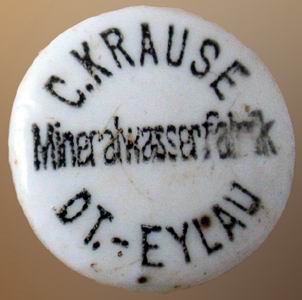 C. KRAUSE
Mineralwasserfabrik
DT.-EYLAU